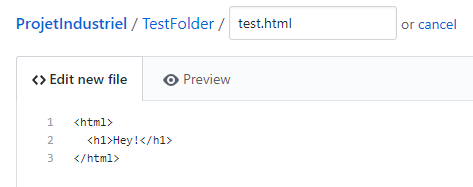 ProjetIndustriel / TestFolder / test.html or cancel
<> Edit new file Preview
1 <html>
2 <h1>Hey!</h1>
3 </html>